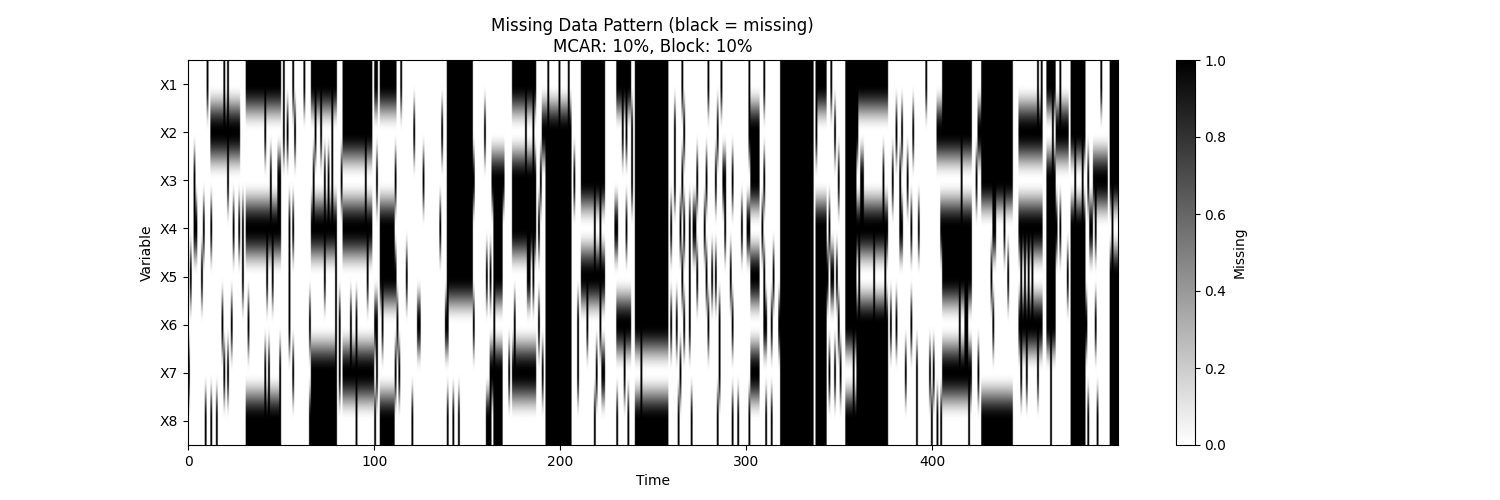 Missing Data Pattern (black = missing)
MCAR: 10%, Block: 10%
X1
X2
X3
X4
X5
X6
X7
X8
Variable
0 100 200 300 400
Time
1.0
0.8
0.6
0.4
0.2
0.0
Missing